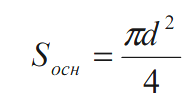 S_осн = πd²/4